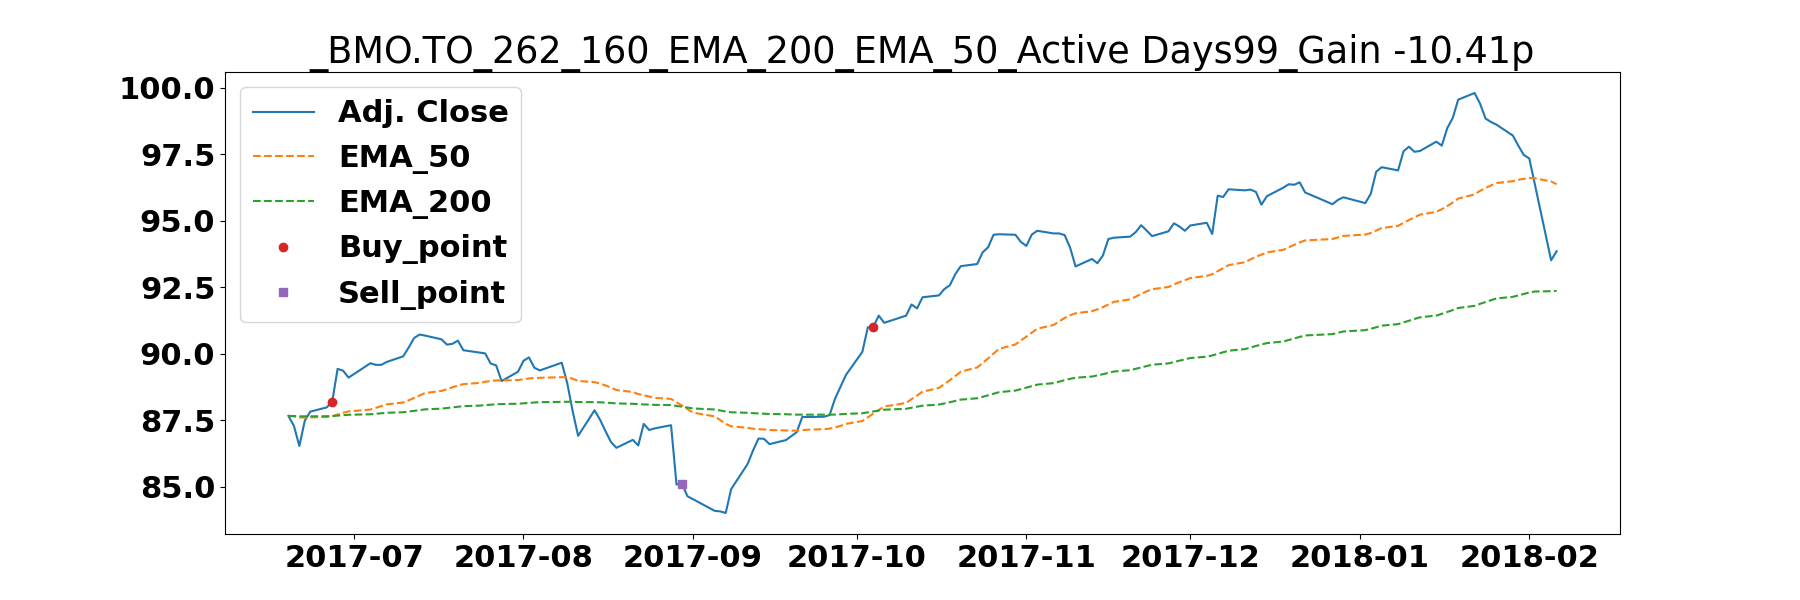 _BMO.TO_262_160_EMA_200_EMA_50_Active Days99_Gain -10.41p
100.0
97.5
95.0
92.5
90.0
87.5
85.0
Adj. Close
EMA_50
EMA_200
Buy_point
Sell_point
2017-07 2017-08 2017-09 2017-10 2017-11 2017-12 2018-01 2018-02